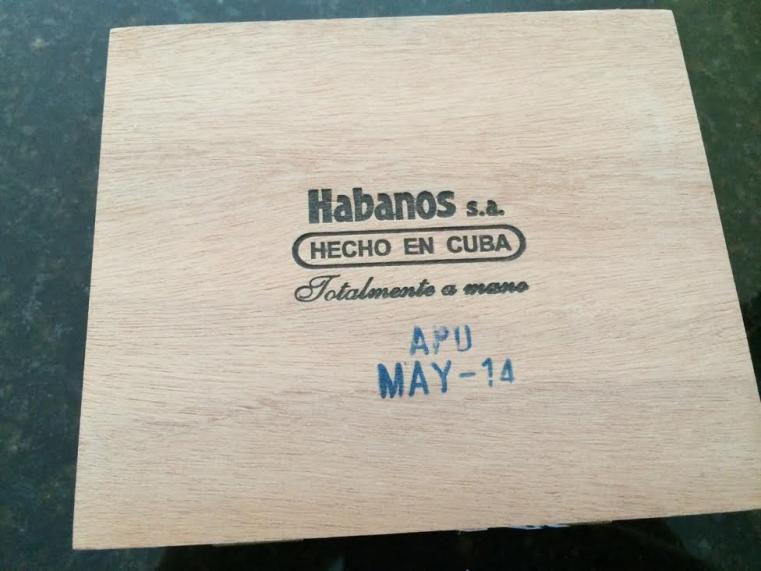 Habanos s.a.
HECHO EN CUBA
Totalmente a mano
APU
MAY-14